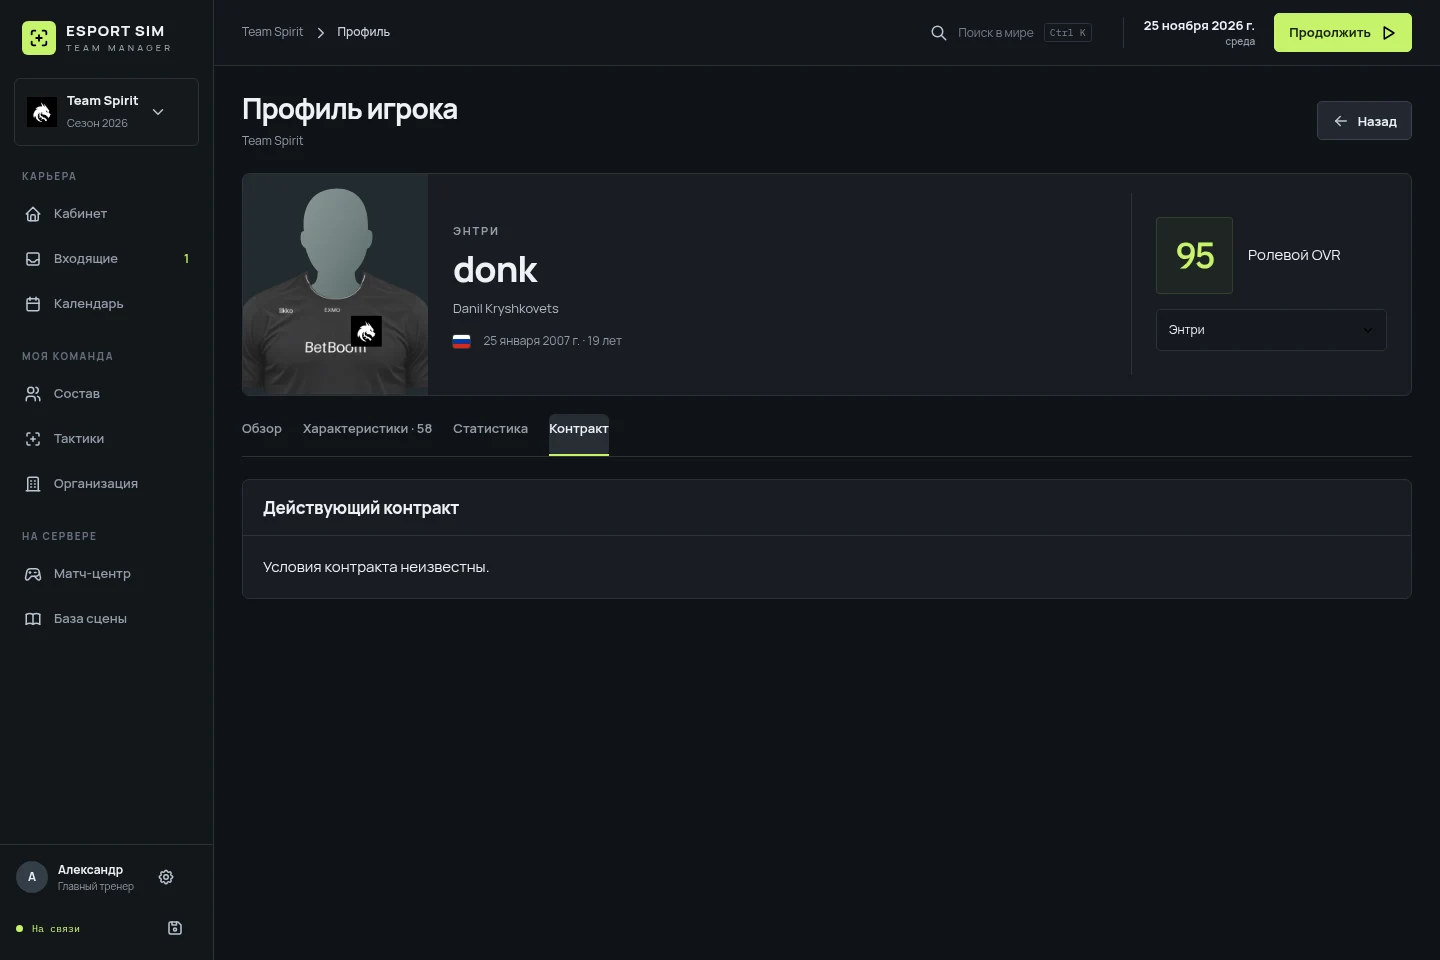 ESPORT SIM
TEAM MANAGER
Team Spirit
Сезон 2026
КАРЬЕРА
Кабинет
Входящие 1
Календарь
МОЯ КОМАНДА
Состав
Тактики
Организация
НА СЕРВЕРЕ
Матч-центр
База сцены
А
Александр
Главный тренер
На связи
Team Spirit > Профиль
Поиск в мире Ctrl K
25 ноября 2026 г.
среда
Продолжить
Профиль игрока
Team Spirit
Назад
ikko EXMO
BetBoom
ЭНТРИ
donk
Danil Kryshkovets
25 января 2007 г. · 19 лет
95 Ролевой OVR
Энтри
Обзор Характеристики · 58 Статистика Контракт
Действующий контракт
Условия контракта неизвестны.